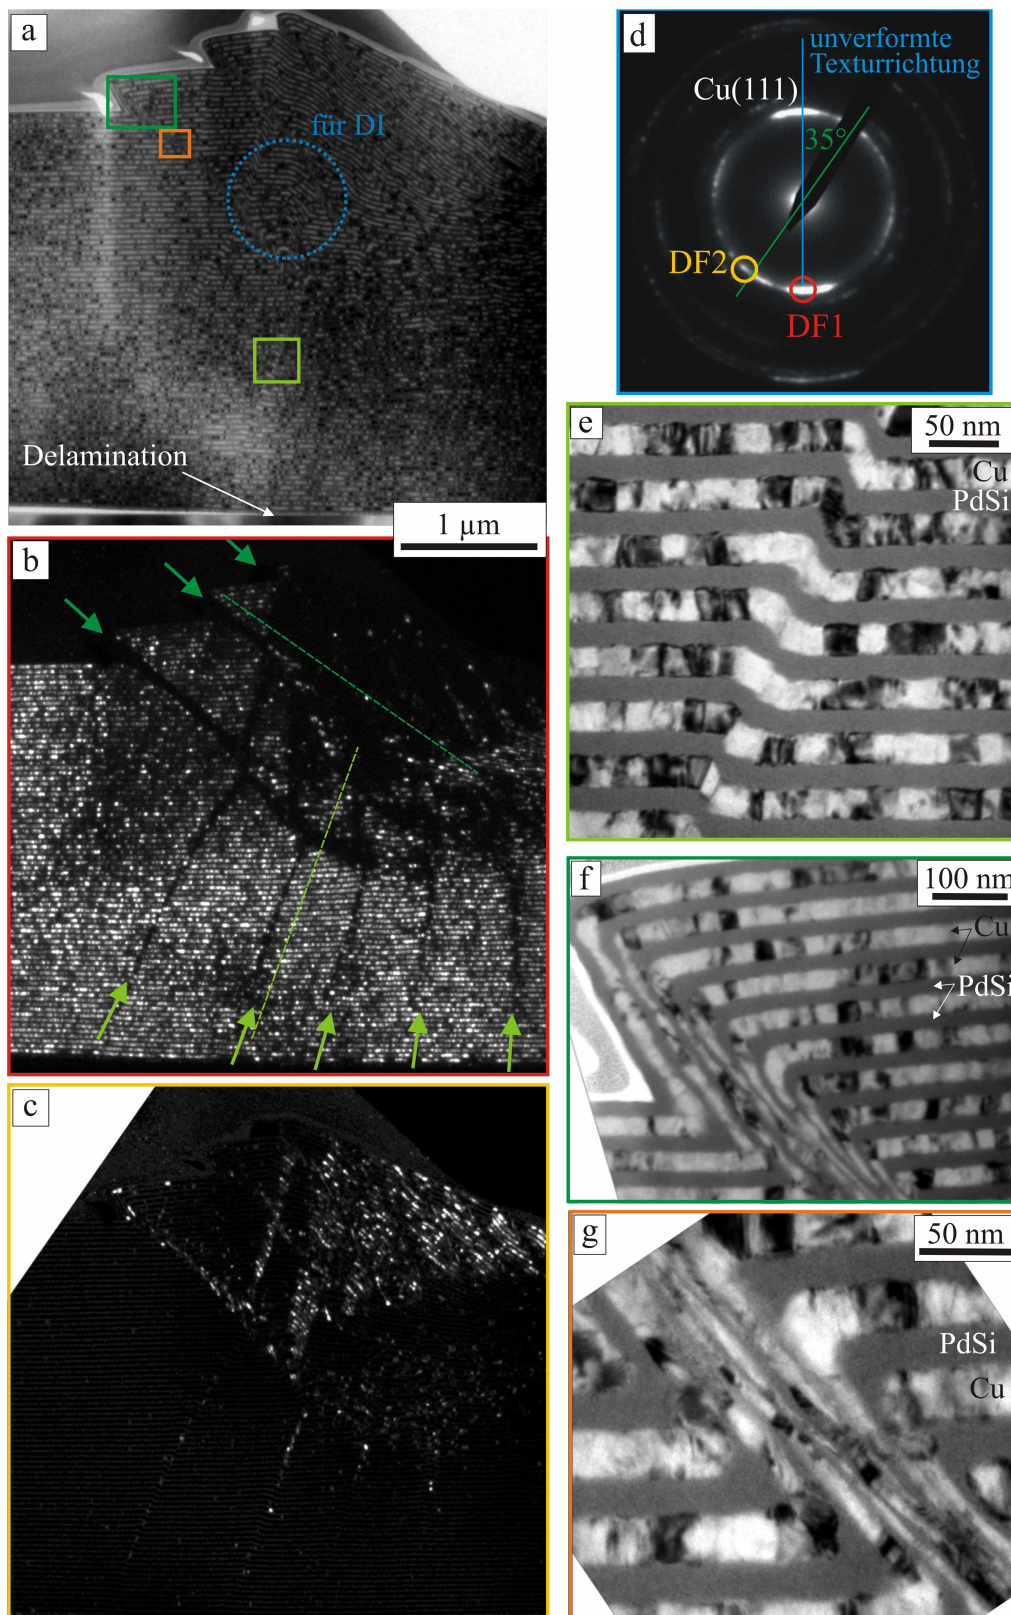 a
für DI
Delamination
1 µm
b
c
d
unverformte
Texturrichtung
Cu(111)
35°
DF2
DF1
e
50 nm
Cu
PdSi
f
100 nm
Cu
PdSi
g
50 nm
PdSi
Cu